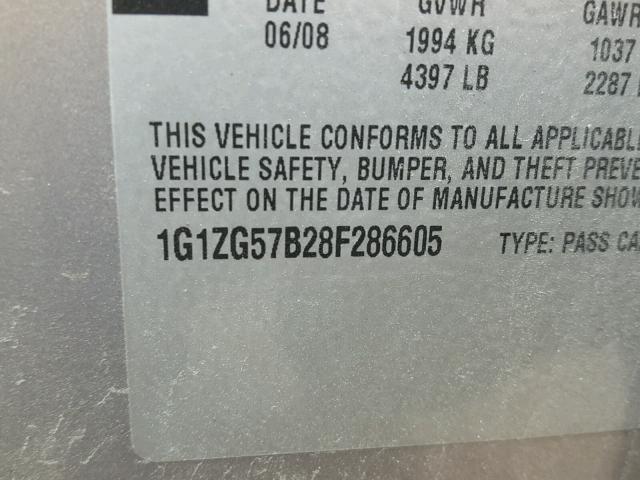 DATE GVWR GAWR
06/08 1994 KG 1037
4397 LB 2287
THIS VEHICLE CONFORMS TO ALL APPLICABLE
VEHICLE SAFETY, BUMPER, AND THEFT PREVE
EFFECT ON THE DATE OF MANUFACTURE SHOW
1G1ZG57B28F286605 TYPE: PASS CA